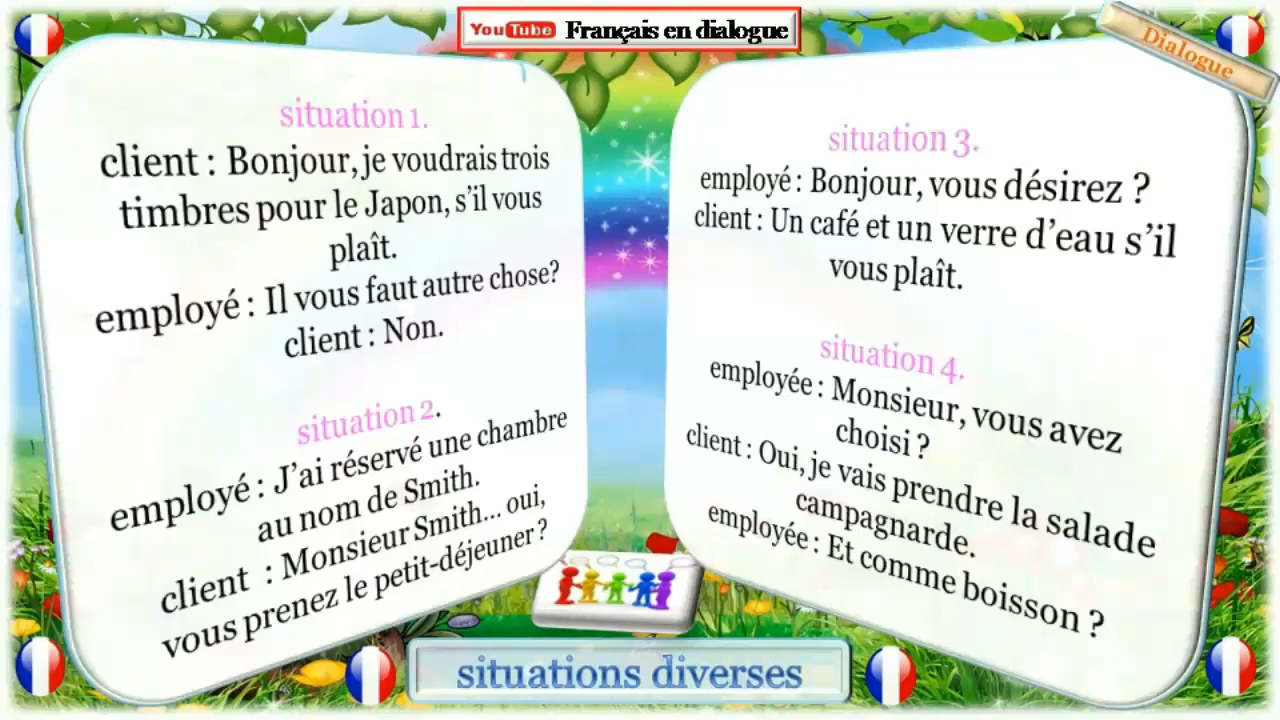 YouTube Français en dialogue
Dialogue
situation 1.
client : Bonjour, je voudrais trois
timbres pour le Japon, s'il vous
plaît.
employé : Il vous faut autre chose?
client : Non.
situation 2.
employé : J'ai réservé une chambre
au nom de Smith.
client : Monsieur Smith... oui,
vous prenez le petit-déjeuner ?
situation 3.
employé : Bonjour, vous désirez ?
client : Un café et un verre d'eau s'il
vous plaît.
situation 4.
employée : Monsieur, vous avez
choisi ?
client : Oui, je vais prendre la salade
campagnarde.
employée : Et comme boisson ?
situations diverses